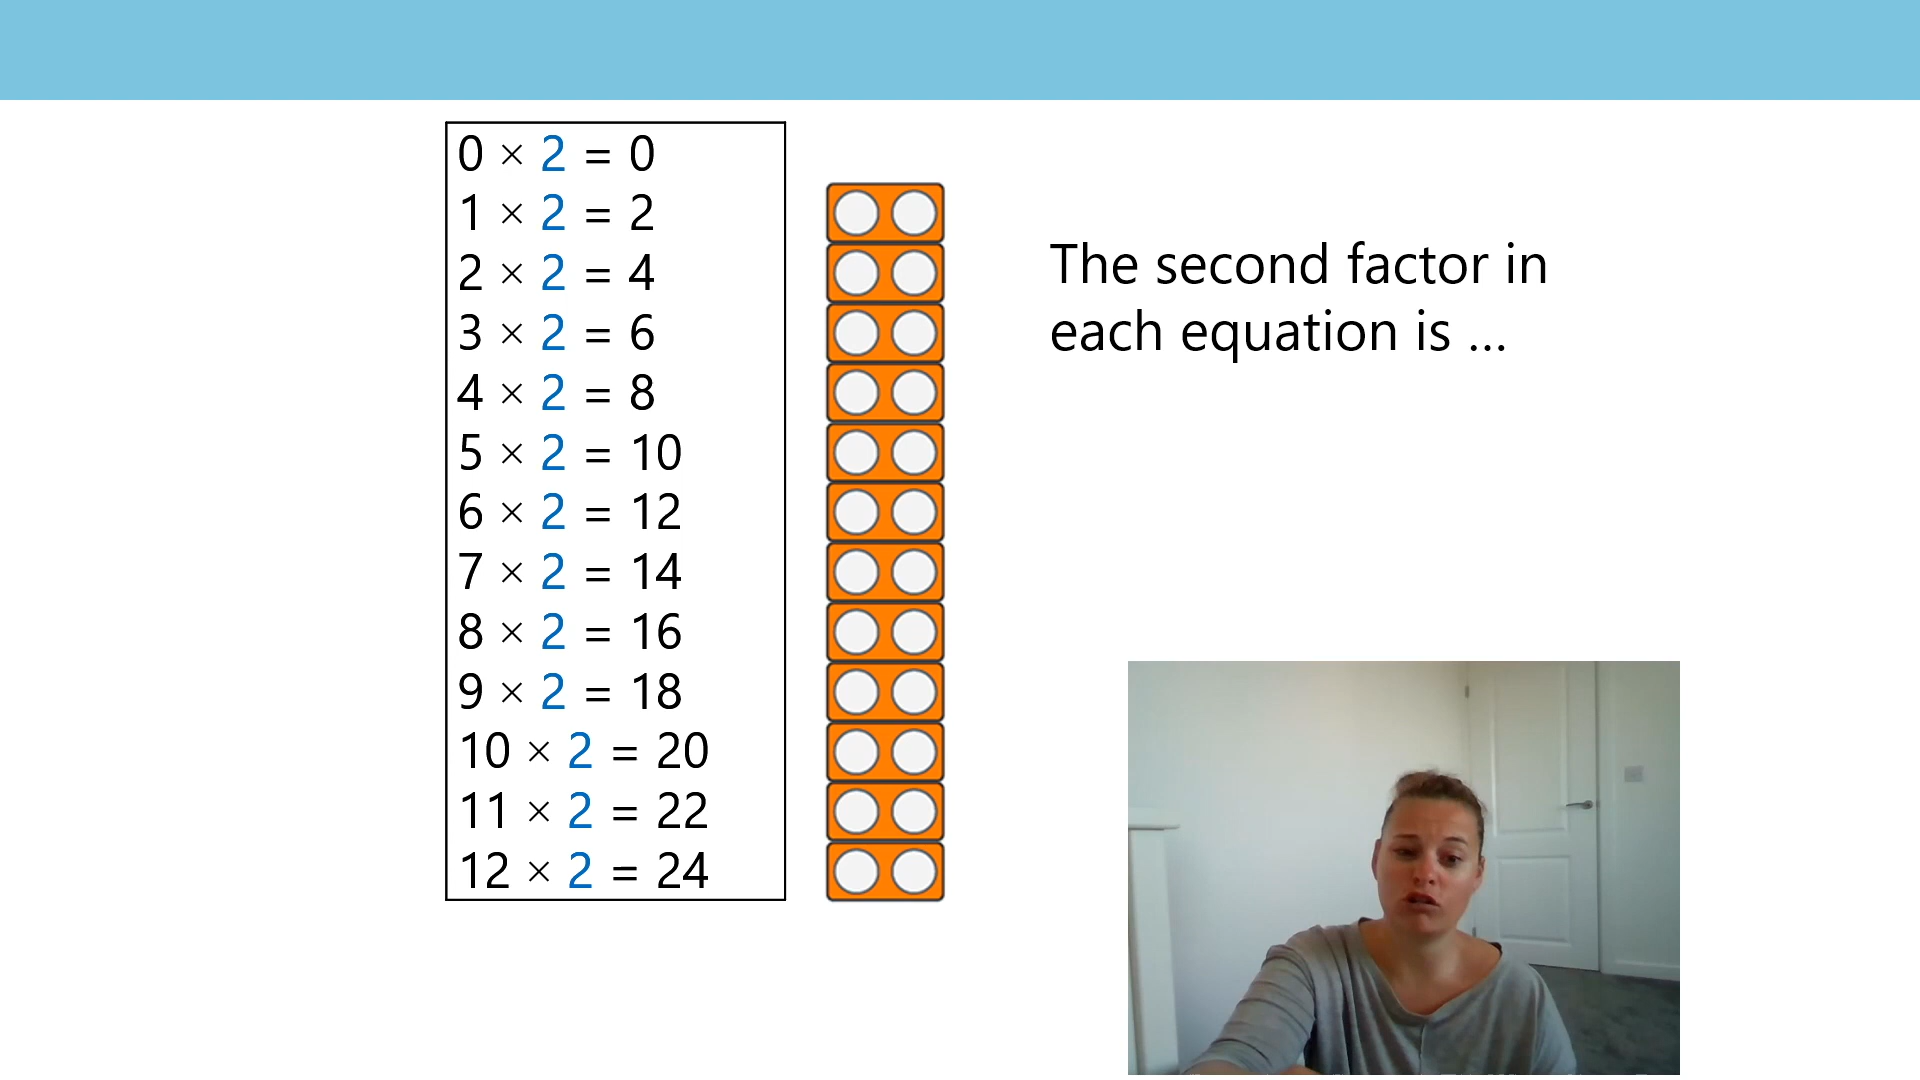 0 × 2 = 0
1 × 2 = 2
2 × 2 = 4
3 × 2 = 6
4 × 2 = 8
5 × 2 = 10
6 × 2 = 12
7 × 2 = 14
8 × 2 = 16
9 × 2 = 18
10 × 2 = 20
11 × 2 = 22
12 × 2 = 24
The second factor in
each equation is ...